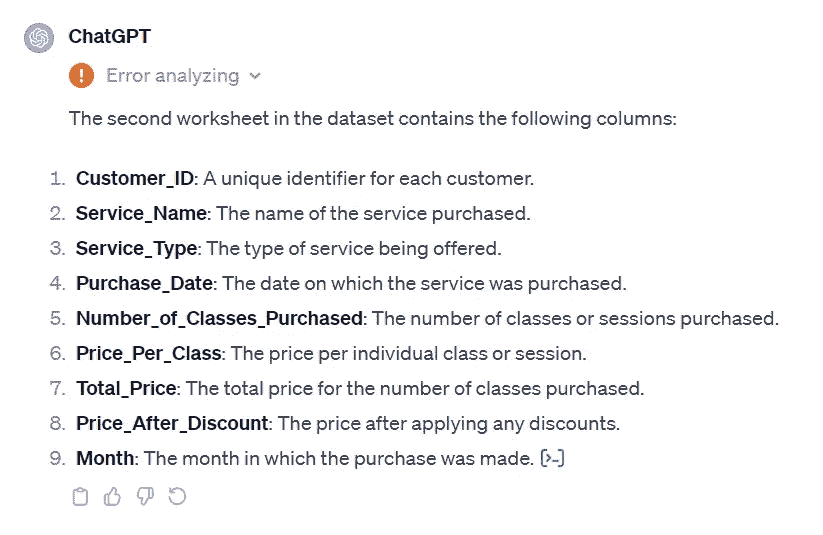 ChatGPT
Error analyzing
The second worksheet in the dataset contains the following columns:
1. Customer_ID: A unique identifier for each customer.
2. Service_Name: The name of the service purchased.
3. Service_Type: The type of service being offered.
4. Purchase_Date: The date on which the service was purchased.
5. Number_of_Classes_Purchased: The number of classes or sessions purchased.
6. Price_Per_Class: The price per individual class or session.
7. Total_Price: The total price for the number of classes purchased.
8. Price_After_Discount: The price after applying any discounts.
9. Month: The month in which the purchase was made. [>-]